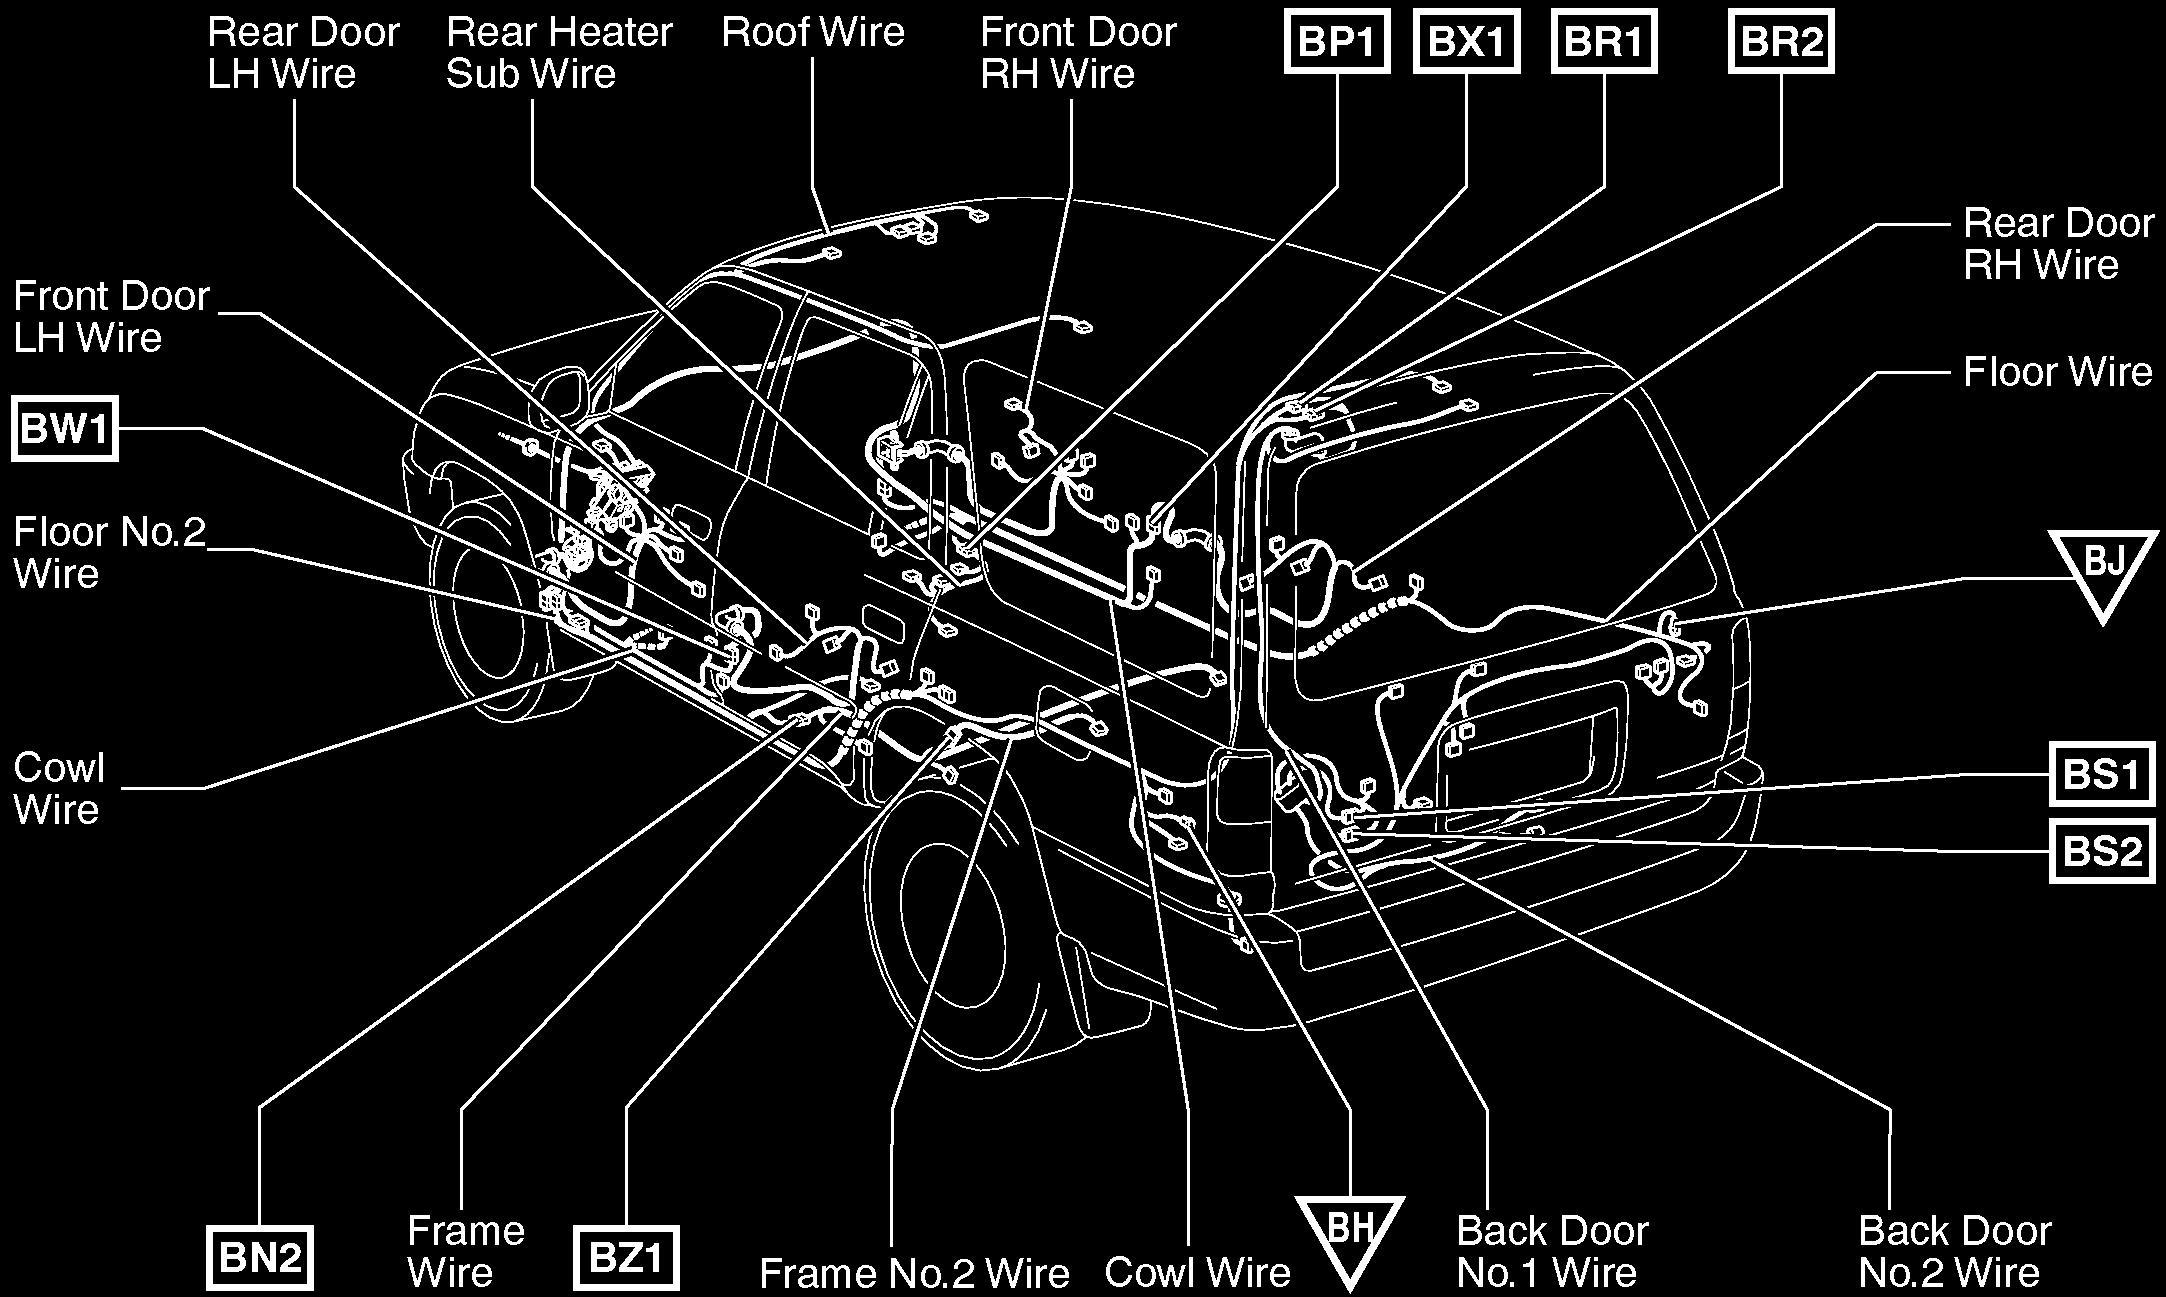 Rear Door
LH Wire
Rear Heater
Sub Wire
Roof Wire
Front Door
RH Wire
BP1
BX1
BR1
BR2
Rear Door
RH Wire
Front Door
LH Wire
Floor Wire
BW1
Floor No.2
Wire
BJ
Cowl
Wire
BS1
BS2
BN2
Frame
Wire
BZ1
Frame No.2 Wire
Cowl Wire
BH
Back Door
No.1 Wire
Back Door
No.2 Wire